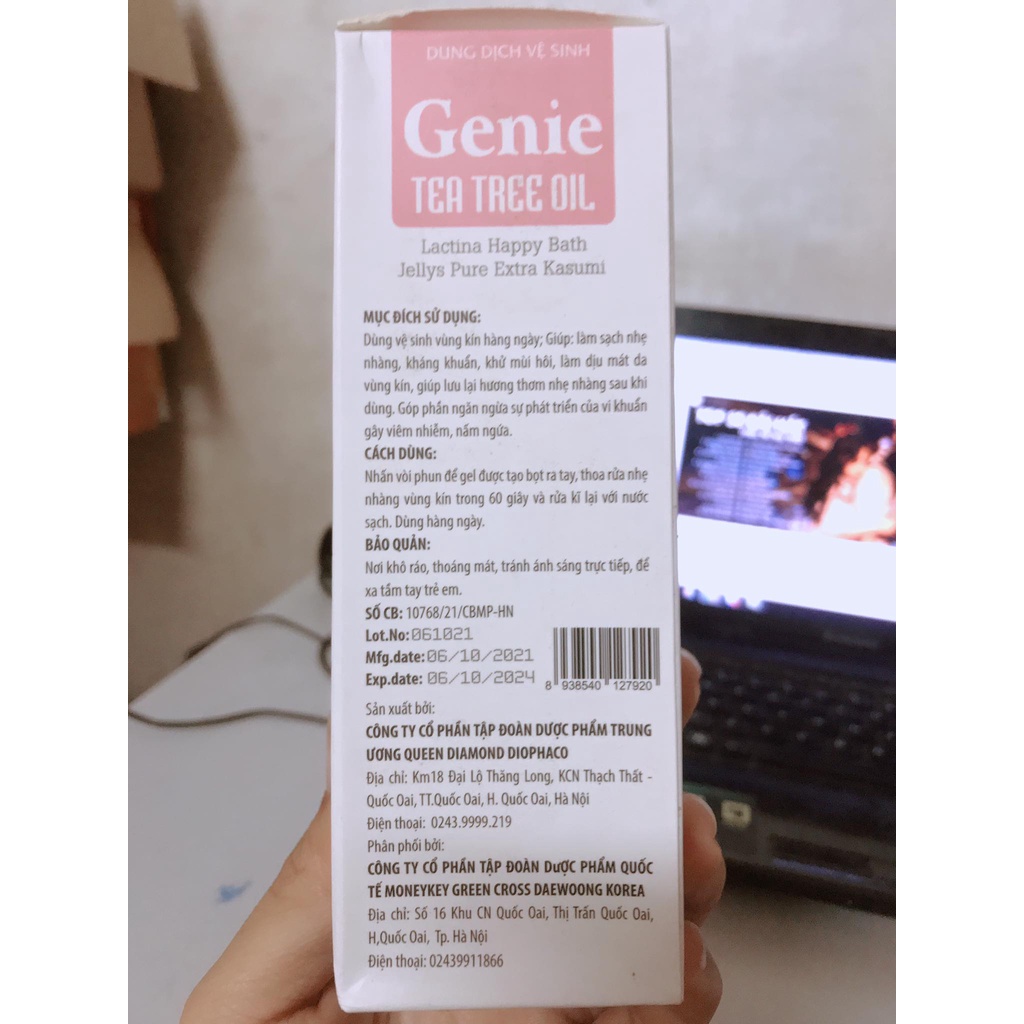 DUNG DỊCH VỆ SINH
Genie
TEA TREE OIL
Lactina Happy Bath
Jellys Pure Extra Kasumi
MỤC ĐÍCH SỬ DỤNG:
Dùng vệ sinh vùng kín hàng ngày; Giúp: làm sạch nhẹ
nhàng, kháng khuẩn, khử mùi hôi, làm dịu mát da
vùng kín, giúp lưu lại hương thơm nhẹ nhàng sau khi
dùng. Góp phần ngăn ngừa sự phát triển của vi khuẩn
gây viêm nhiễm, nấm ngứa.
CÁCH DÙNG:
Nhấn vòi phun để gel được tạo bọt ra tay, thoa rửa nhẹ
nhàng vùng kín trong 60 giây và rửa kĩ lại với nước
sạch. Dùng hàng ngày.
BẢO QUẢN:
Nơi khô ráo, thoáng mát, tránh ánh sáng trực tiếp, để
xa tầm tay trẻ em.
SỐ CB: 10768/21/CBMP-HN
Lot.No: 061021
Mfg.date: 06/10/2021
Exp.date: 06/10/2024
8 938540 127920
Sản xuất bởi:
CÔNG TY CỔ PHẦN TẬP ĐOÀN DƯỢC PHẨM TRUNG
ƯƠNG QUEEN DIAMOND DIOPHACO
Địa chỉ: Km18 Đại Lộ Thăng Long, KCN Thạch Thất -
Quốc Oai, TT.Quốc Oai, H. Quốc Oai, Hà Nội
Điện thoại: 0243.9999.219
Phân phối bởi:
CÔNG TY CỔ PHẦN TẬP ĐOÀN DƯỢC PHẨM QUỐC
TẾ MONEYKEY GREEN CROSS DAEWOONG KOREA
Địa chỉ: Số 16 Khu CN Quốc Oai, Thị Trấn Quốc Oai,
H,Quốc Oai, Tp. Hà Nội
Điện thoại: 02439911866